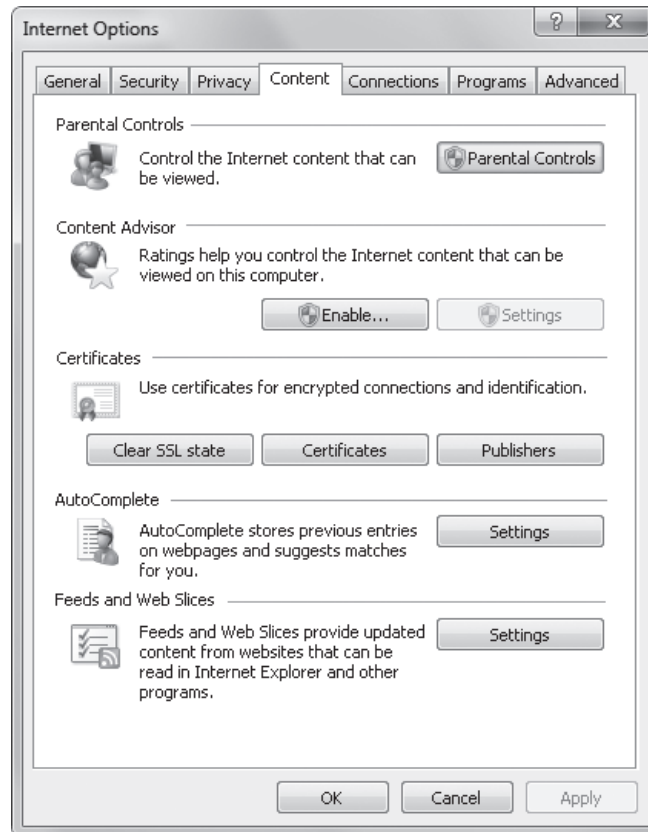 Internet Options
?
X
General Security Privacy Content Connections Programs Advanced
Parental Controls
Control the Internet content that can
be viewed.
Parental Controls
Content Advisor
Ratings help you control the Internet content that can be
viewed on this computer.
Enable...
Settings
Certificates
Use certificates for encrypted connections and identification.
Clear SSL state
Certificates
Publishers
AutoComplete
AutoComplete stores previous entries
on webpages and suggests matches
for you.
Settings
Feeds and Web Slices
Feeds and Web Slices provide updated
content from websites that can be
read in Internet Explorer and other
programs.
Settings
OK
Cancel
Apply